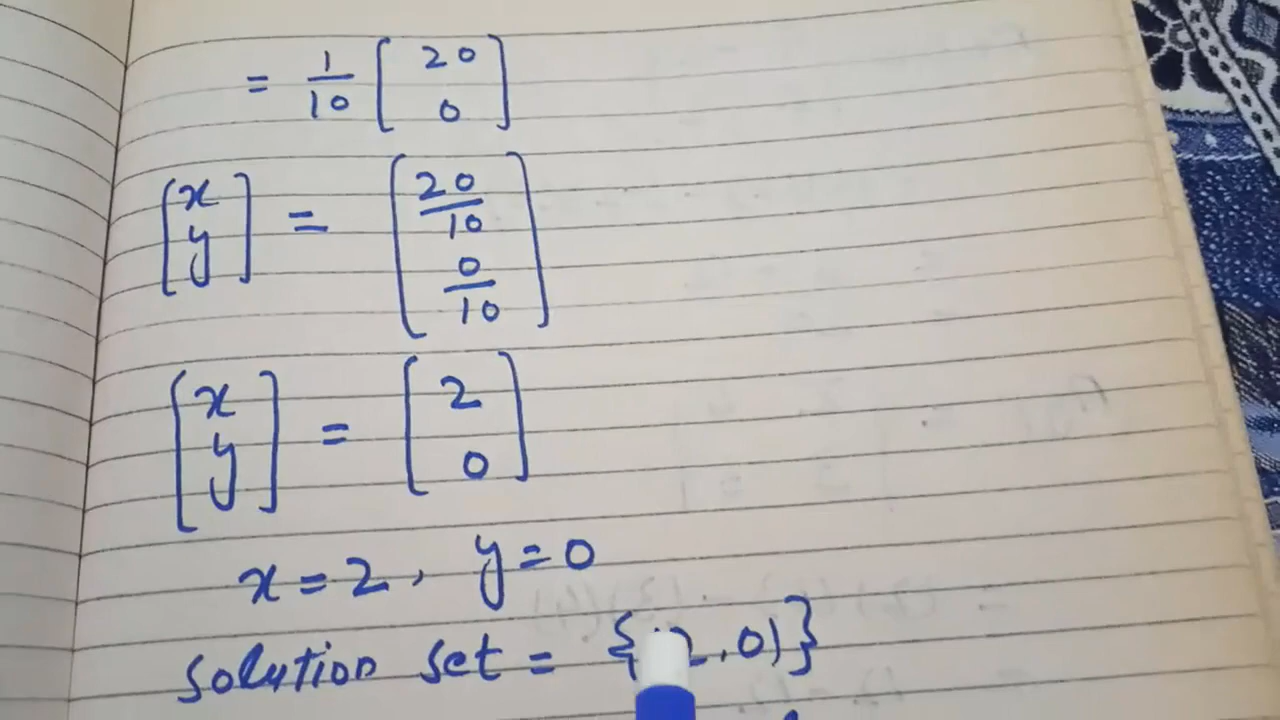 = 1/10 [20 0]
[x y] = [20/10 0/10]
[x y] = [2 0]
x = 2, y = 0
Solution set = {(2,0)}